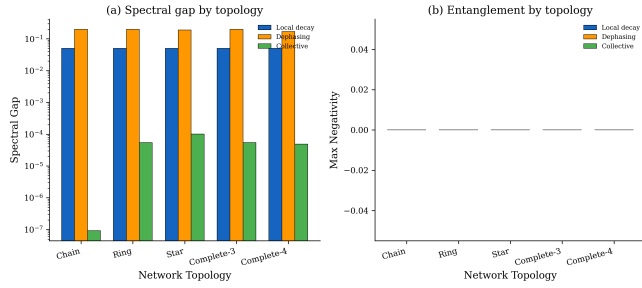 (a) Spectral gap by topology
Local decay
Dephasing
Collective
10⁻¹
10⁻²
10⁻³
10⁻⁴
10⁻⁵
10⁻⁶
10⁻⁷
Spectral Gap
Chain
Ring
Star
Complete-3
Complete-4
Network Topology
(b) Entanglement by topology
Local decay
Dephasing
Collective
0.04
0.02
0.00
−0.02
−0.04
Max Negativity
Chain
Ring
Star
Complete-3
Complete-4
Network Topology